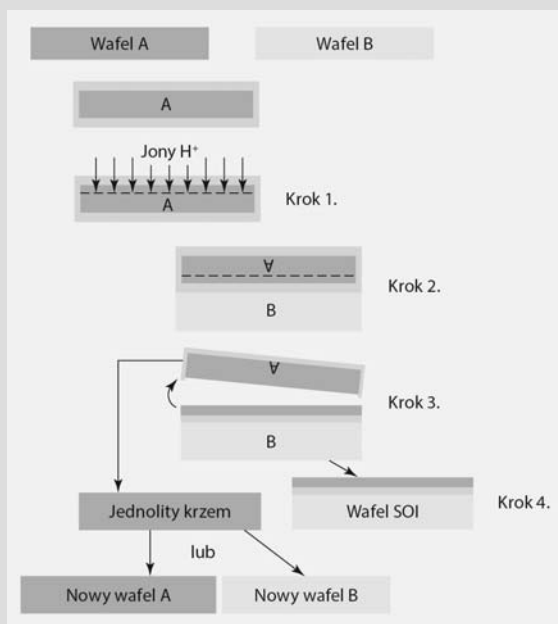 Wafel A
Wafel B
A
Jony H⁺
A
Krok 1.
A
Krok 2.
B
A
Krok 3.
B
Jednolity krzem
Wafel SOI
Krok 4.
lub
Nowy wafel A
Nowy wafel B